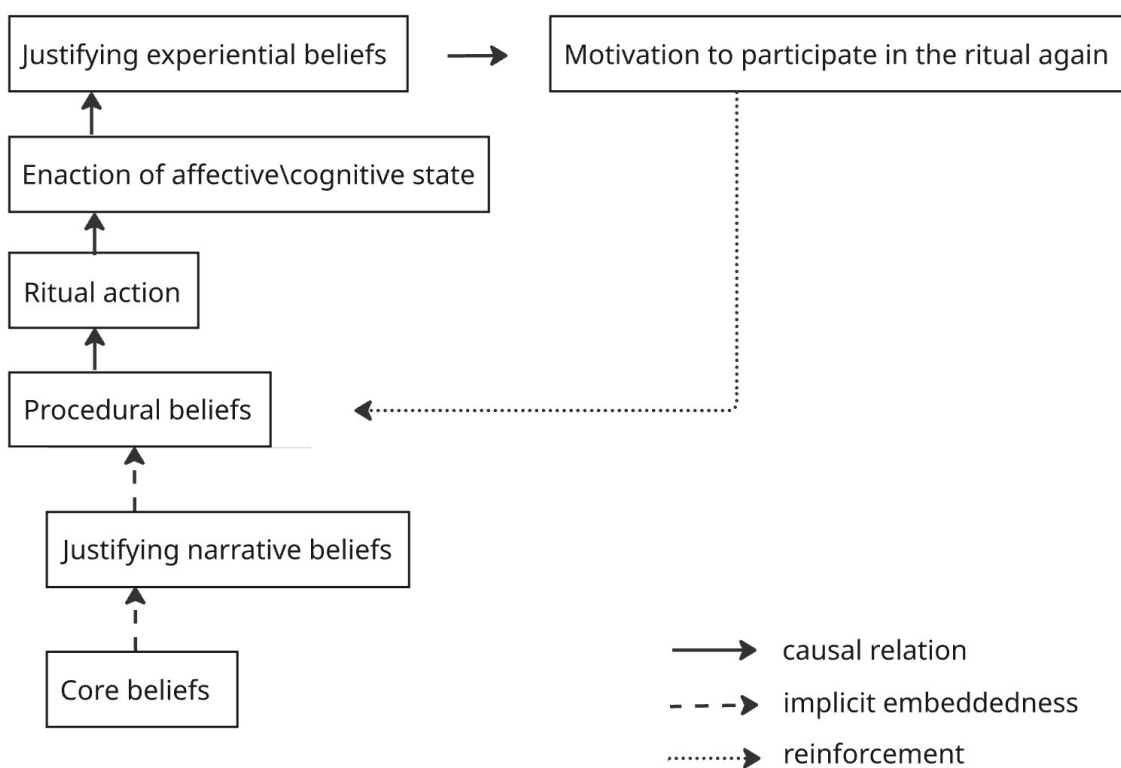 Justifying experiential beliefs
Motivation to participate in the ritual again
Enaction of affective\cognitive state
Ritual action
Procedural beliefs
Justifying narrative beliefs
Core beliefs
causal relation
implicit embeddedness
reinforcement